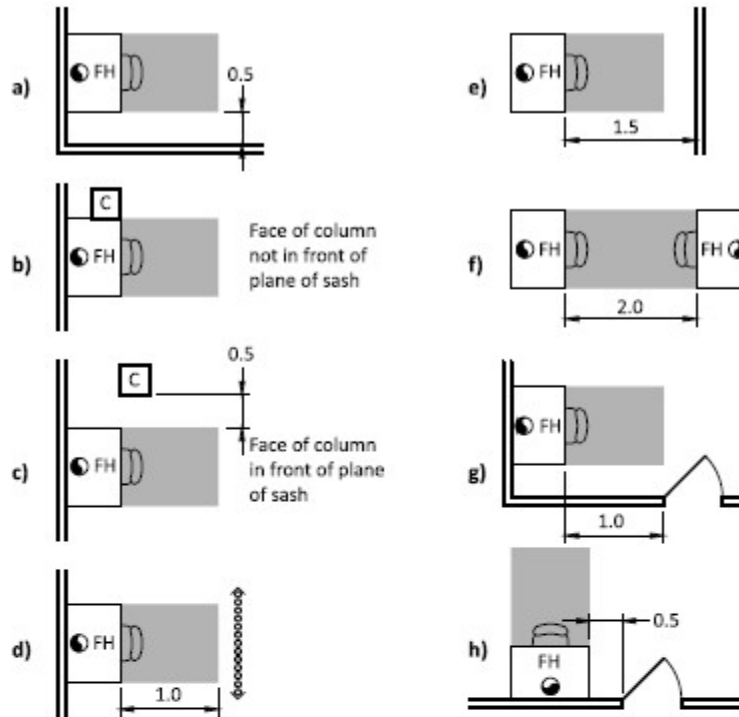 a)
FH
0.5
b)
C
FH
Face of column
not in front of
plane of sash
c)
C
0.5
FH
Face of column
in front of plane
of sash
d)
FH
1.0
e)
FH
1.5
f)
FH
FH
2.0
g)
FH
1.0
h)
FH
0.5